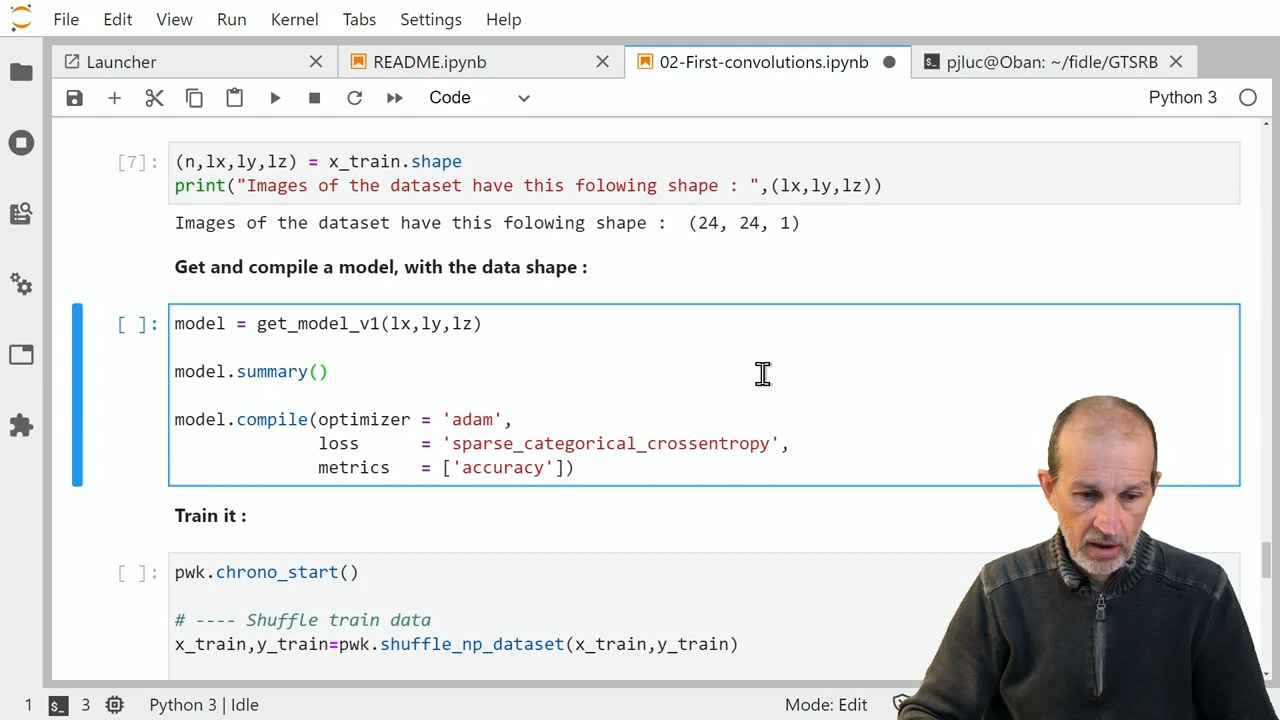 File Edit View Run Kernel Tabs Settings Help
Launcher README.ipynb 02-First-convolutions.ipynb pjluc@Oban: ~/fidle/GTSRB
Code Python 3
[7]: (n,lx,ly,lz) = x_train.shape
print("Images of the dataset have this folowing shape : ",(lx,ly,lz))
Images of the dataset have this folowing shape :  (24, 24, 1)
Get and compile a model, with the data shape :
[ ]: model = get_model_v1(lx,ly,lz)
model.summary()
model.compile(optimizer = 'adam',
loss      = 'sparse_categorical_crossentropy',
metrics   = ['accuracy'])
Train it :
[ ]: pwk.chrono_start()
# ---- Shuffle train data
x_train,y_train=pwk.shuffle_np_dataset(x_train,y_train)
1 $_ 3 Python 3 | Idle Mode: Edit